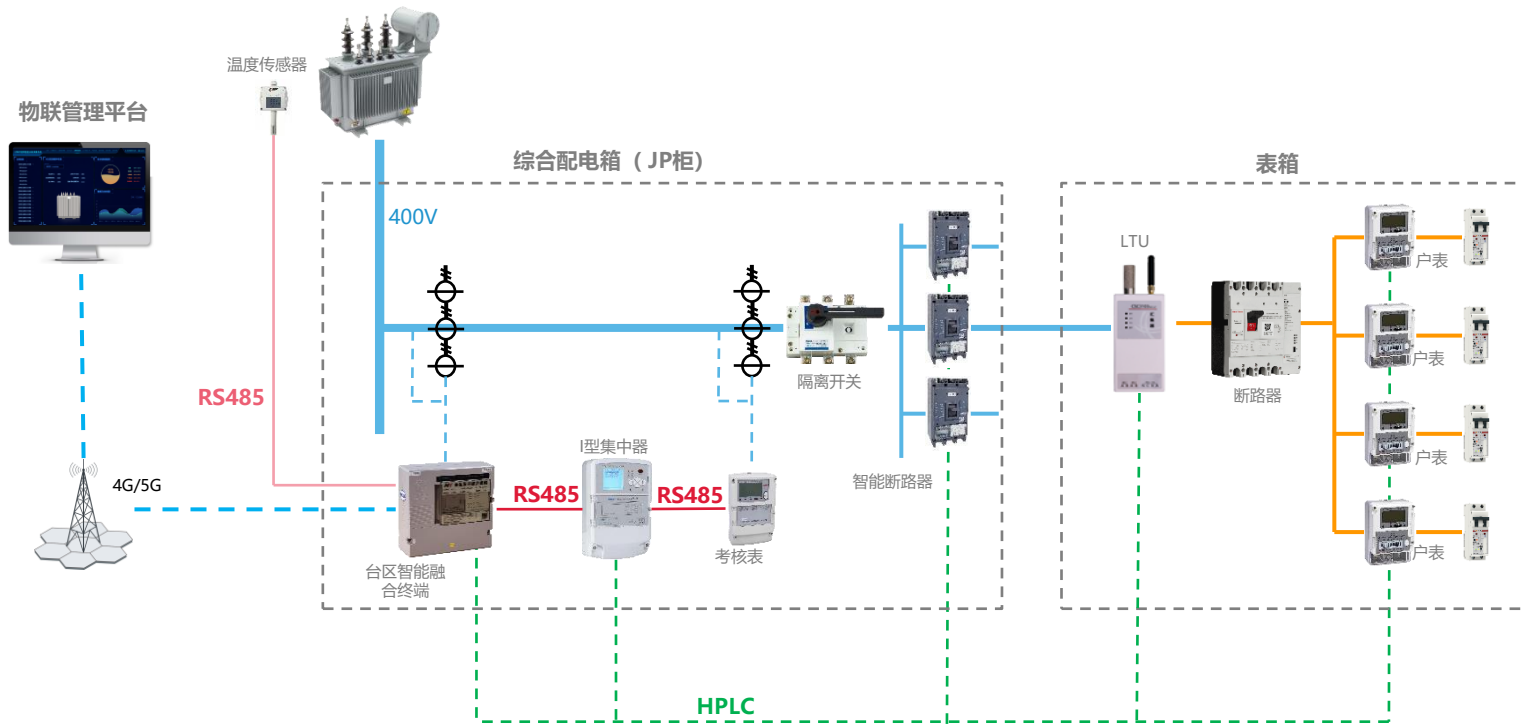 温度传感器
物联管理平台
综合配电箱（ JP柜）
表箱
400V
LTU
户表
隔离开关
户表
断路器
RS485
I型集中器
户表
智能断路器
4G/5G
RS485
RS485
考核表
户表
台区智能融
合终端
HPLC